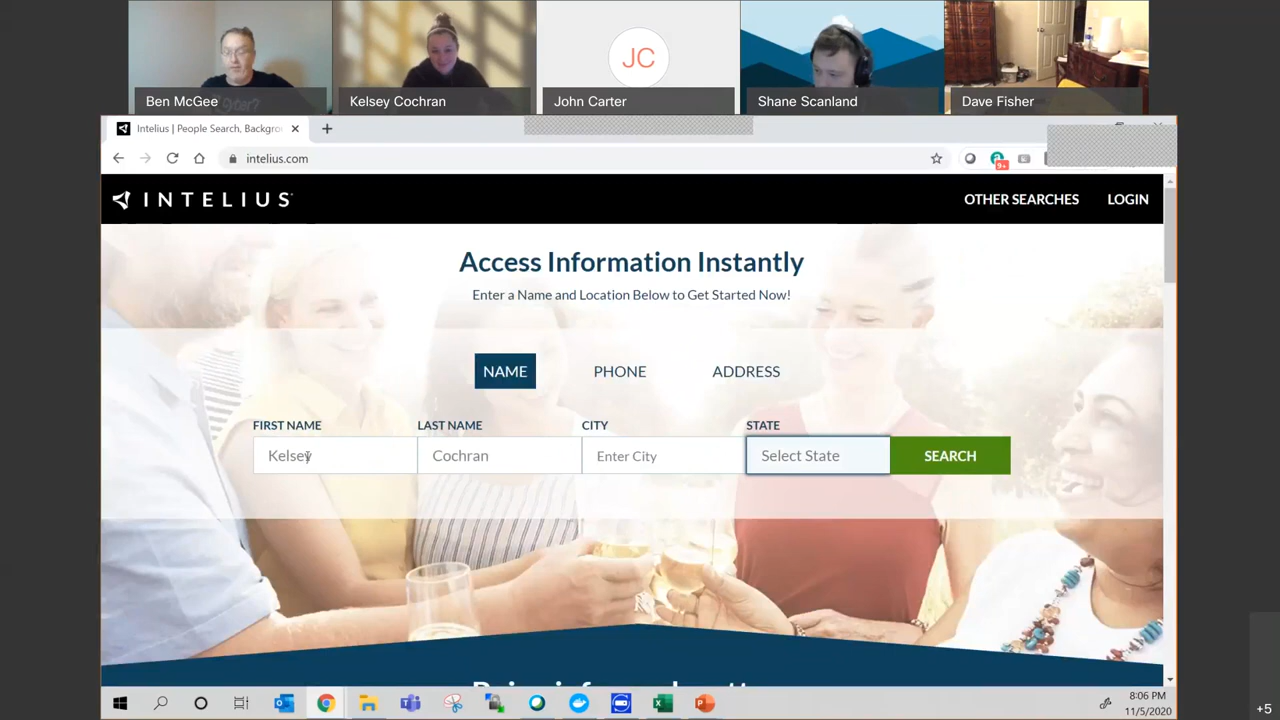 Ben McGee
Kelsey Cochran
JC
John Carter
Shane Scanland
Dave Fisher
Intelius | People Search, Backgro
intelius.com
9+
INTELIUS
OTHER SEARCHES
LOGIN
Access Information Instantly
Enter a Name and Location Below to Get Started Now!
NAME
PHONE
ADDRESS
FIRST NAME
LAST NAME
CITY
STATE
Kelsey
Cochran
Enter City
Select State
SEARCH
8:06 PM
11/5/2020
+5